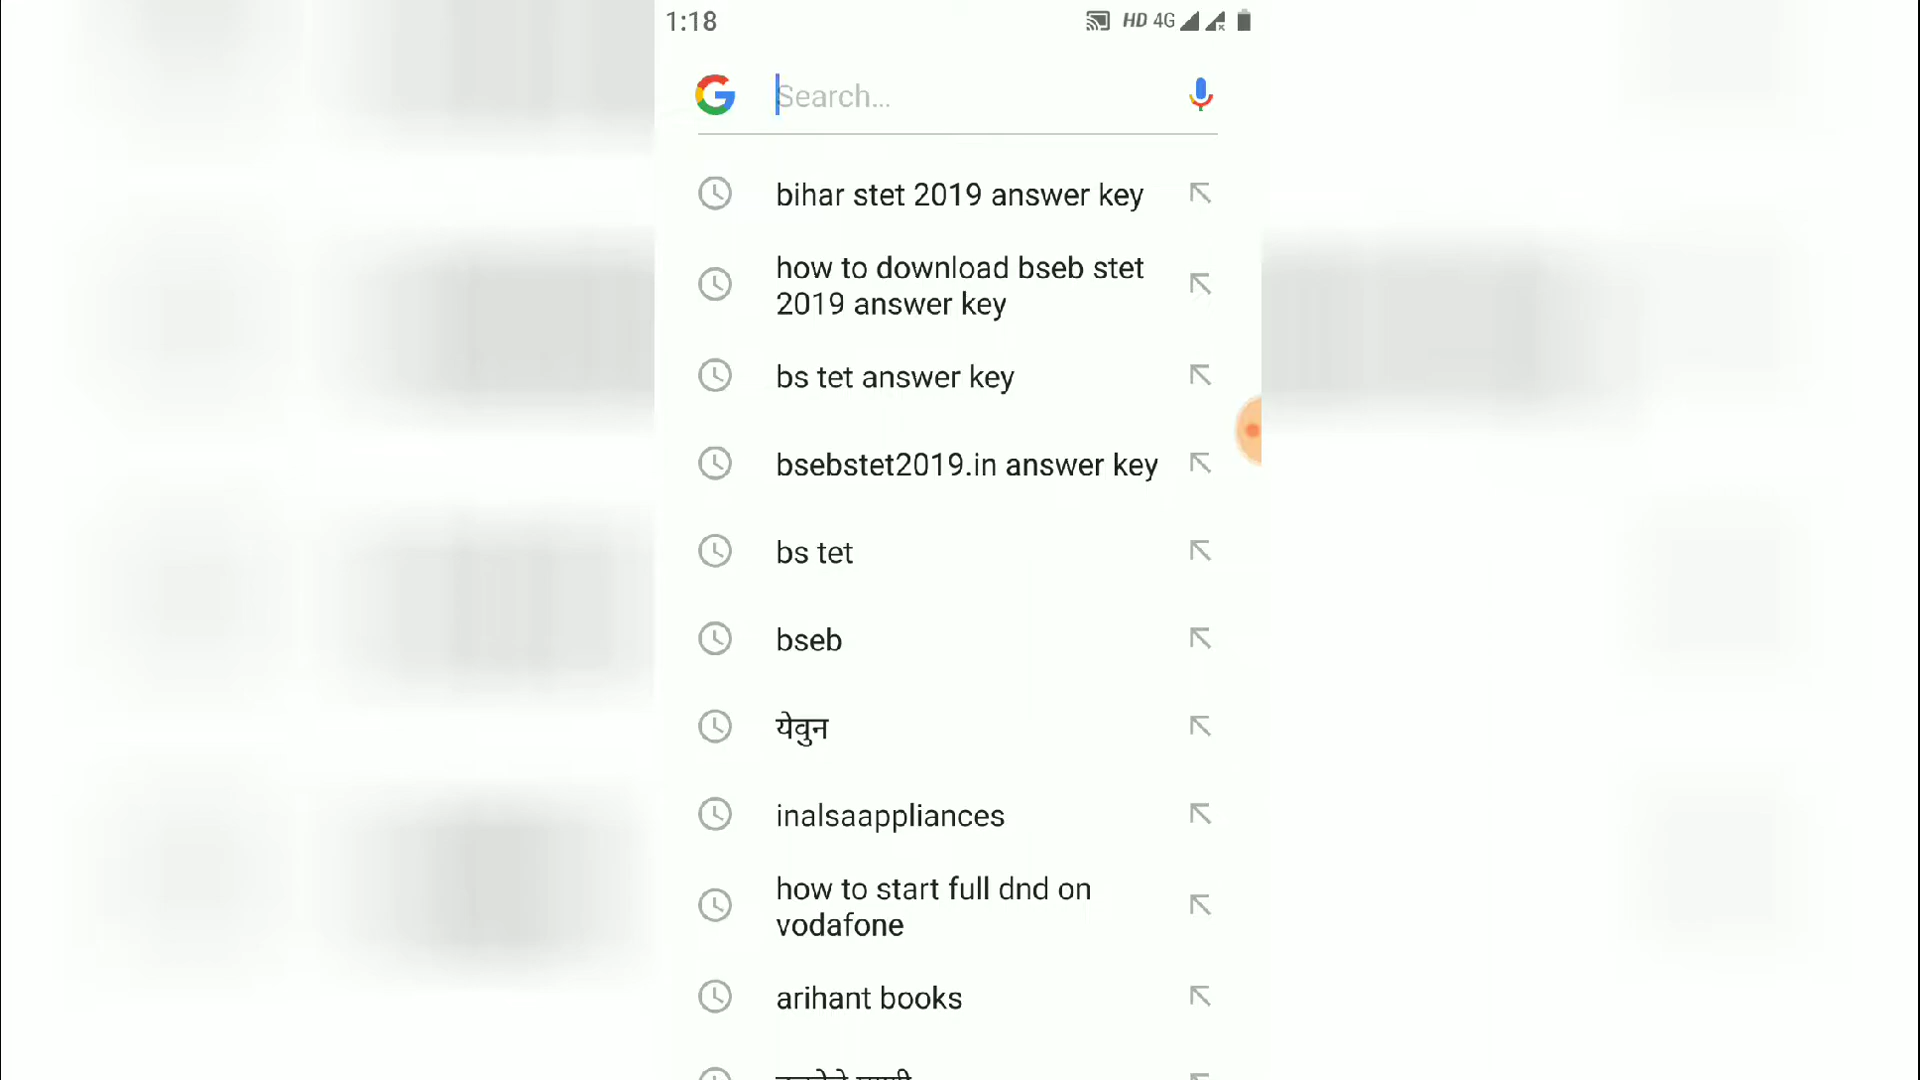 1:18
HD 4G
Search...
bihar stet 2019 answer key
how to download bseb stet
2019 answer key
bs tet answer key
bsebstet2019.in answer key
bs tet
bseb
येवुन
inalsaappliances
how to start full dnd on
vodafone
arihant books